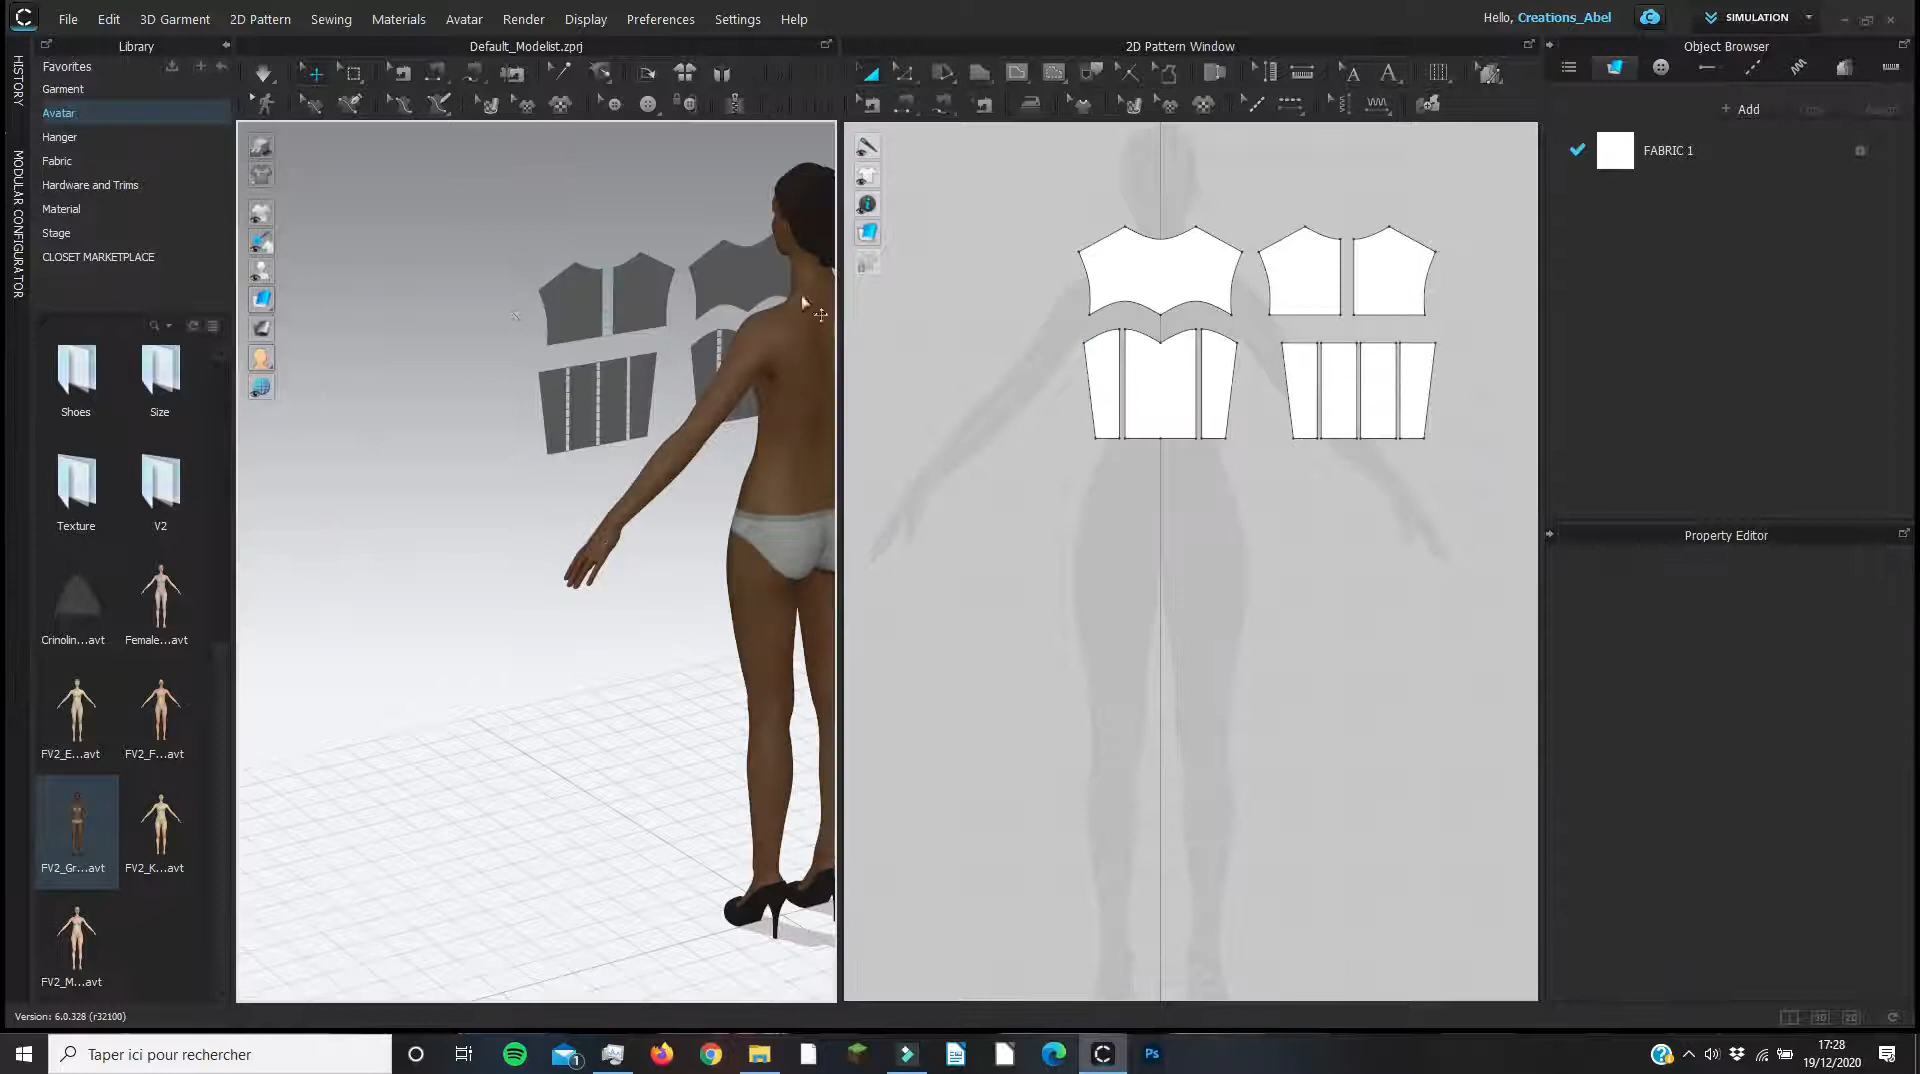 File Edit 3D Garment 2D Pattern Sewing Materials Avatar Render Display Preferences Settings Help
Hello, Creations_Abel
SIMULATION
HISTORY
MODULAR CONFIGURATOR
Library
Favorites
Garment
Avatar
Hanger
Fabric
Hardware and Trims
Material
Stage
CLOSET MARKETPLACE
Shoes Size
Texture V2
Crinolin...avt Female...avt
FV2_E...avt FV2_F...avt
FV2_Gr...avt FV2_K...avt
FV2_M...avt
Version: 6.0.328 (r32100)
Default_Modelist.zprj
2D Pattern Window
Object Browser
+ Add
FABRIC 1
Property Editor
Taper ici pour rechercher
1
Ps
17:28
19/12/2020